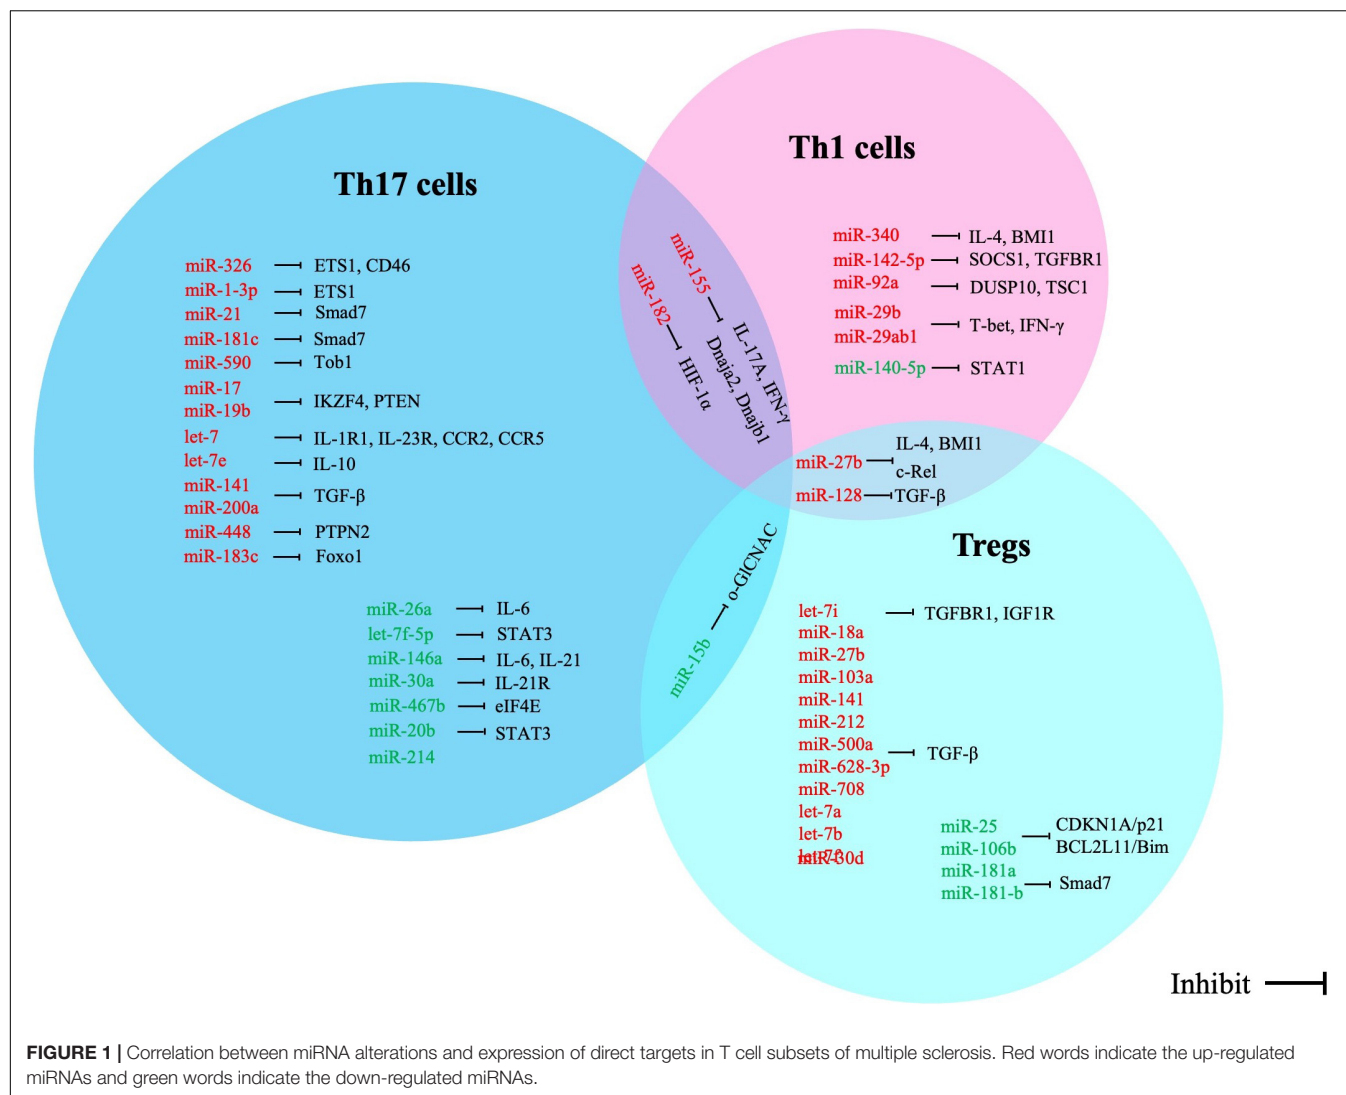 Th1 cells
Th17 cells
miR-326 ETS1, CD46
miR-1-3p ETS1
miR-21 Smad7
miR-181c Smad7
miR-590 Tob1
miR-17
miR-19b
IKZF4, PTEN
let-7 IL-1R1, IL-23R, CCR2, CCR5
let-7e IL-10
miR-141
miR-200a
TGF-β
miR-448 PTPN2
miR-183c Foxo1
miR-26a IL-6
let-7f-5p STAT3
miR-146a IL-6, IL-21
miR-30a IL-21R
miR-467b eIF4E
miR-20b STAT3
miR-214
miR-155
IL-17A, IFN-γ
Dnaja2, Dnajb1
miR-182
HIF-1α
miR-340 IL-4, BMI1
miR-142-5p SOCS1, TGFBR1
miR-92a DUSP10, TSC1
miR-29b
miR-29ab1
T-bet, IFN-γ
miR-140-5p STAT1
miR-27b
IL-4, BMI1
c-Rel
miR-128 TGF-β
miR-15b o-GlCNAC
Tregs
let-7i TGFBR1, IGF1R
miR-18a
miR-27b
miR-103a
miR-141
miR-212
miR-500a
miR-628-3p
TGF-β
miR-708
let-7a
let-7b
let-7f
miR-30d
miR-25
miR-106b
CDKN1A/p21
BCL2L11/Bim
miR-181a
miR-181-b
Smad7
Inhibit
FIGURE 1 | Correlation between miRNA alterations and expression of direct targets in T cell subsets of multiple sclerosis. Red words indicate the up-regulated
miRNAs and green words indicate the down-regulated miRNAs.